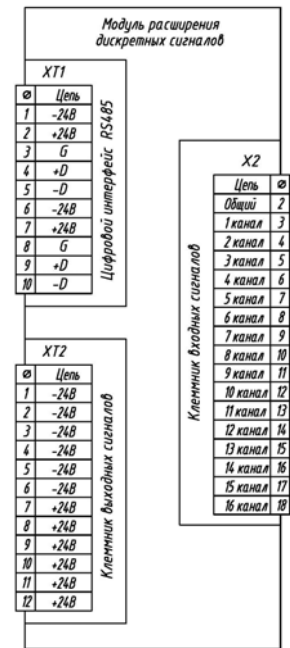 Модуль расширения
дискретных сигналов
XT1
Ø Цепь
1 -24В
2 +24В
3 G
4 +D
5 -D
6 -24В
7 +24В
8 G
9 +D
10 -D
Цифровой интерфейс RS485
XT2
Ø Цепь
1 -24В
2 -24В
3 -24В
4 -24В
5 -24В
6 -24В
7 +24В
8 +24В
9 +24В
10 +24В
11 +24В
12 +24В
Клеммник выходных сигналов
Клеммник входных сигналов
X2
Цепь Ø
Общий 2
1 канал 3
2 канал 4
3 канал 5
4 канал 6
5 канал 7
6 канал 8
7 канал 9
8 канал 10
9 канал 11
10 канал 12
11 канал 13
12 канал 14
13 канал 15
14 канал 16
15 канал 17
16 канал 18